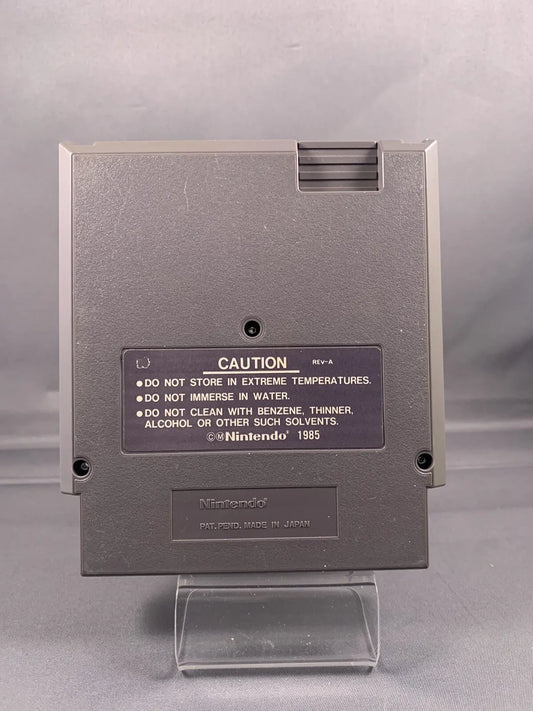 CAUTION REV-A
●DO NOT STORE IN EXTREME TEMPERATURES.
●DO NOT IMMERSE IN WATER.
●DO NOT CLEAN WITH BENZENE, THINNER,
ALCOHOL OR OTHER SUCH SOLVENTS.
©ⓂNintendo® 1985
Nintendo®
PAT. PEND. MADE IN JAPAN